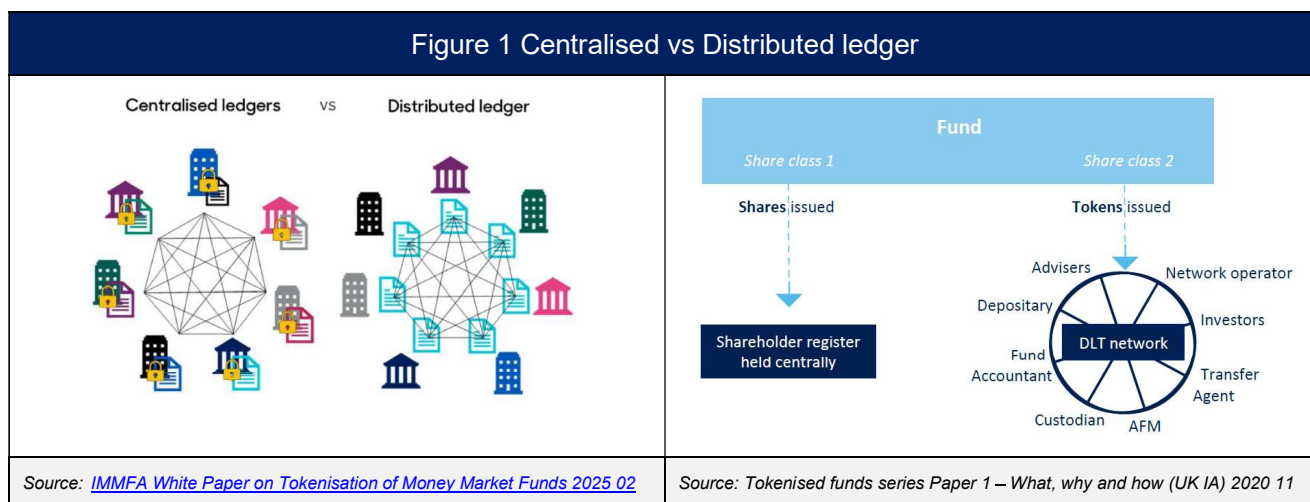 Figure 1 Centralised vs Distributed ledger
Centralised ledgers vs Distributed ledger
Fund
Share class 1
Share class 2
Shares issued
Tokens issued
Shareholder register
held centrally
Advisers
Network operator
Depositary
Investors
DLT network
Fund
Accountant
Transfer
Agent
Custodian
AFM
Source: IMMFA White Paper on Tokenisation of Money Market Funds 2025 02
Source: Tokenised funds series Paper 1 – What, why and how (UK IA) 2020 11